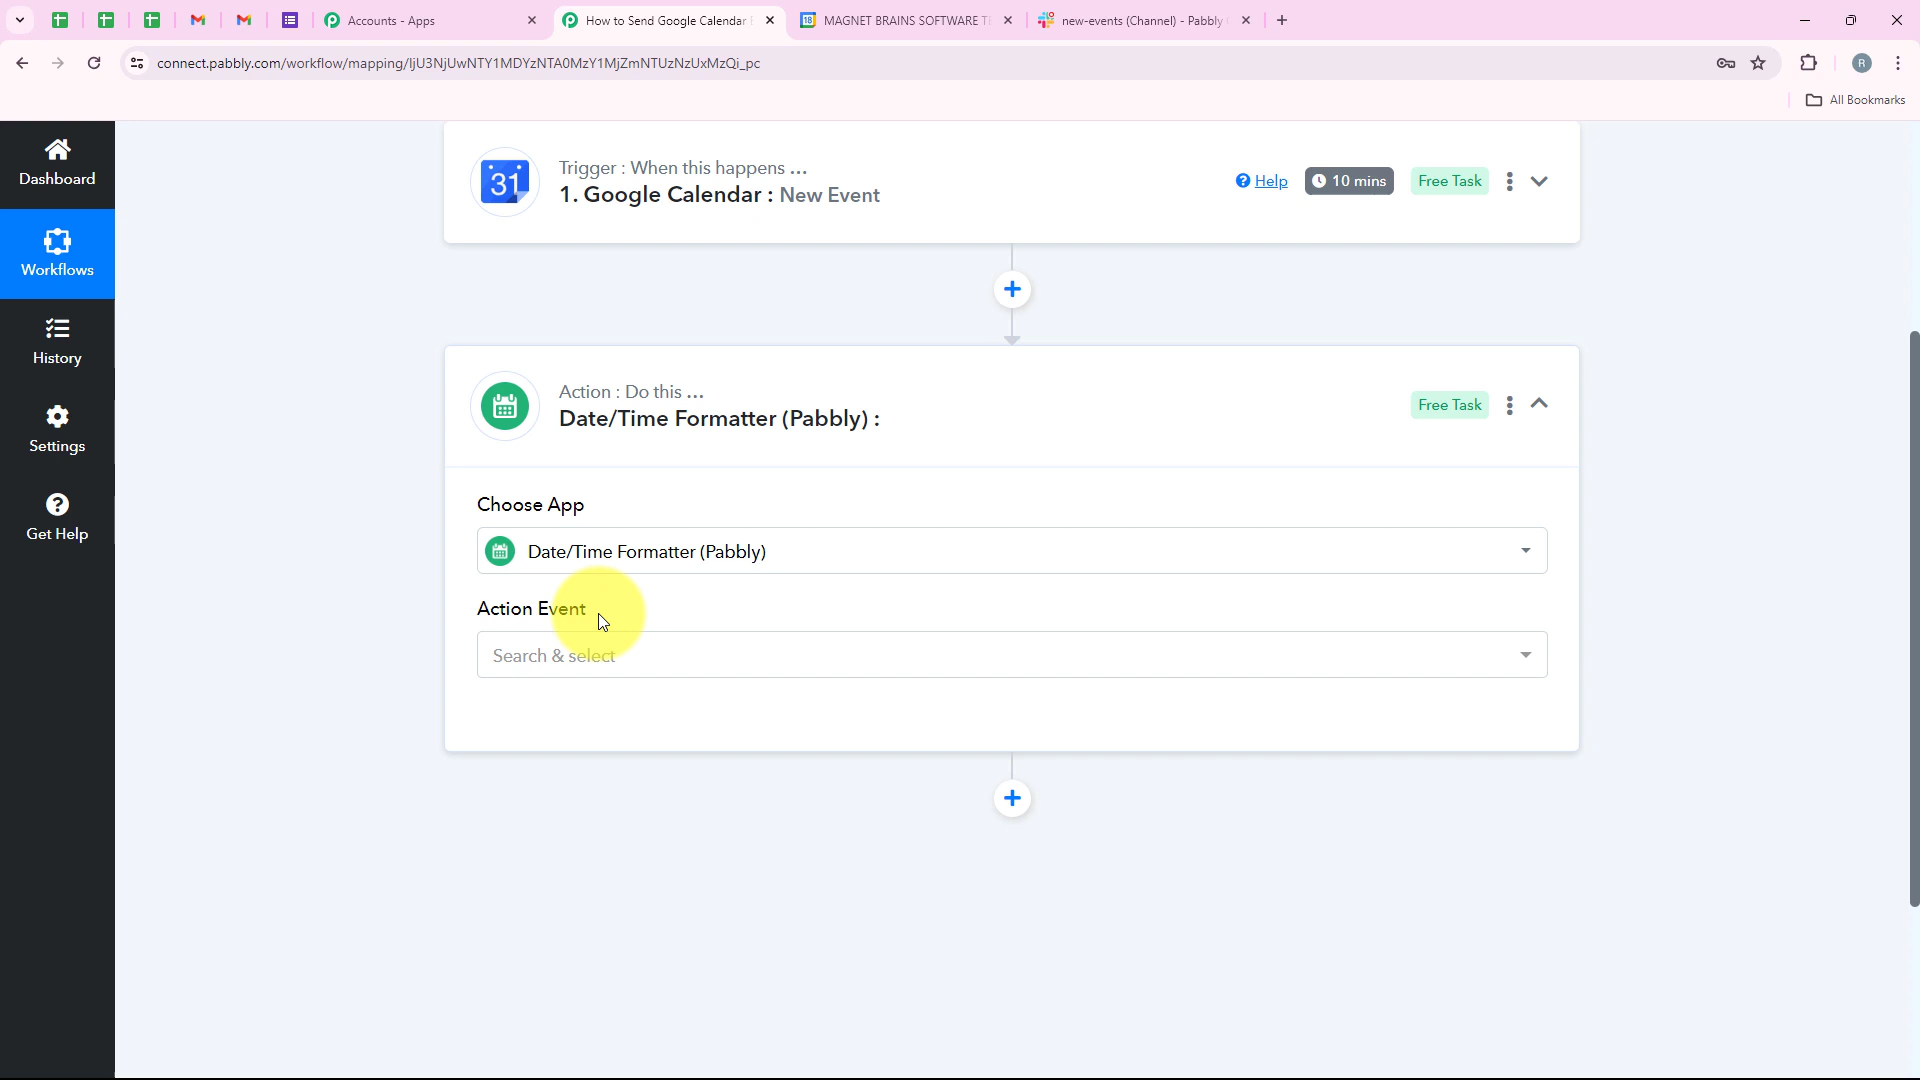 Accounts - Apps
How to Send Google Calendar
MAGNET BRAINS SOFTWARE T
new-events (Channel) - Pabbly
connect.pabbly.com/workflow/mapping/IjU3NjUwNTY1MDYzNTA0MzY1MjZmNTUzNzUxMzQi_pc
R
All Bookmarks
Dashboard
Workflows
History
Settings
Get Help
31
Trigger : When this happens ...
1. Google Calendar : New Event
Help
10 mins
Free Task
Action : Do this ...
Date/Time Formatter (Pabbly) :
Free Task
Choose App
Date/Time Formatter (Pabbly)
Action Event
Search & select